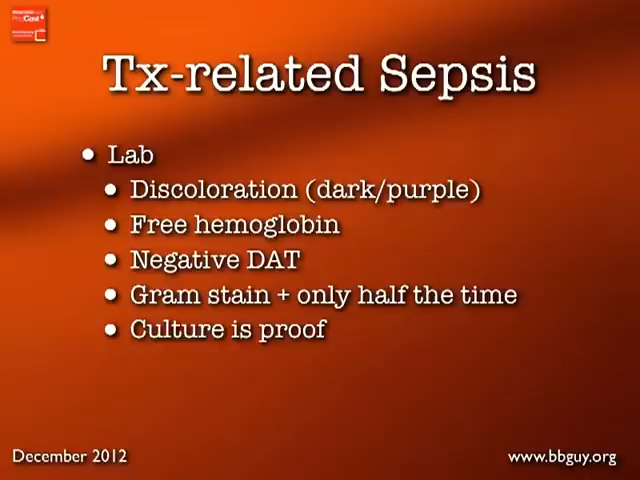 Tx-related Sepsis
• Lab
• Discoloration (dark/purple)
• Free hemoglobin
• Negative DAT
• Gram stain + only half the time
• Culture is proof
December 2012
www.bbguy.org